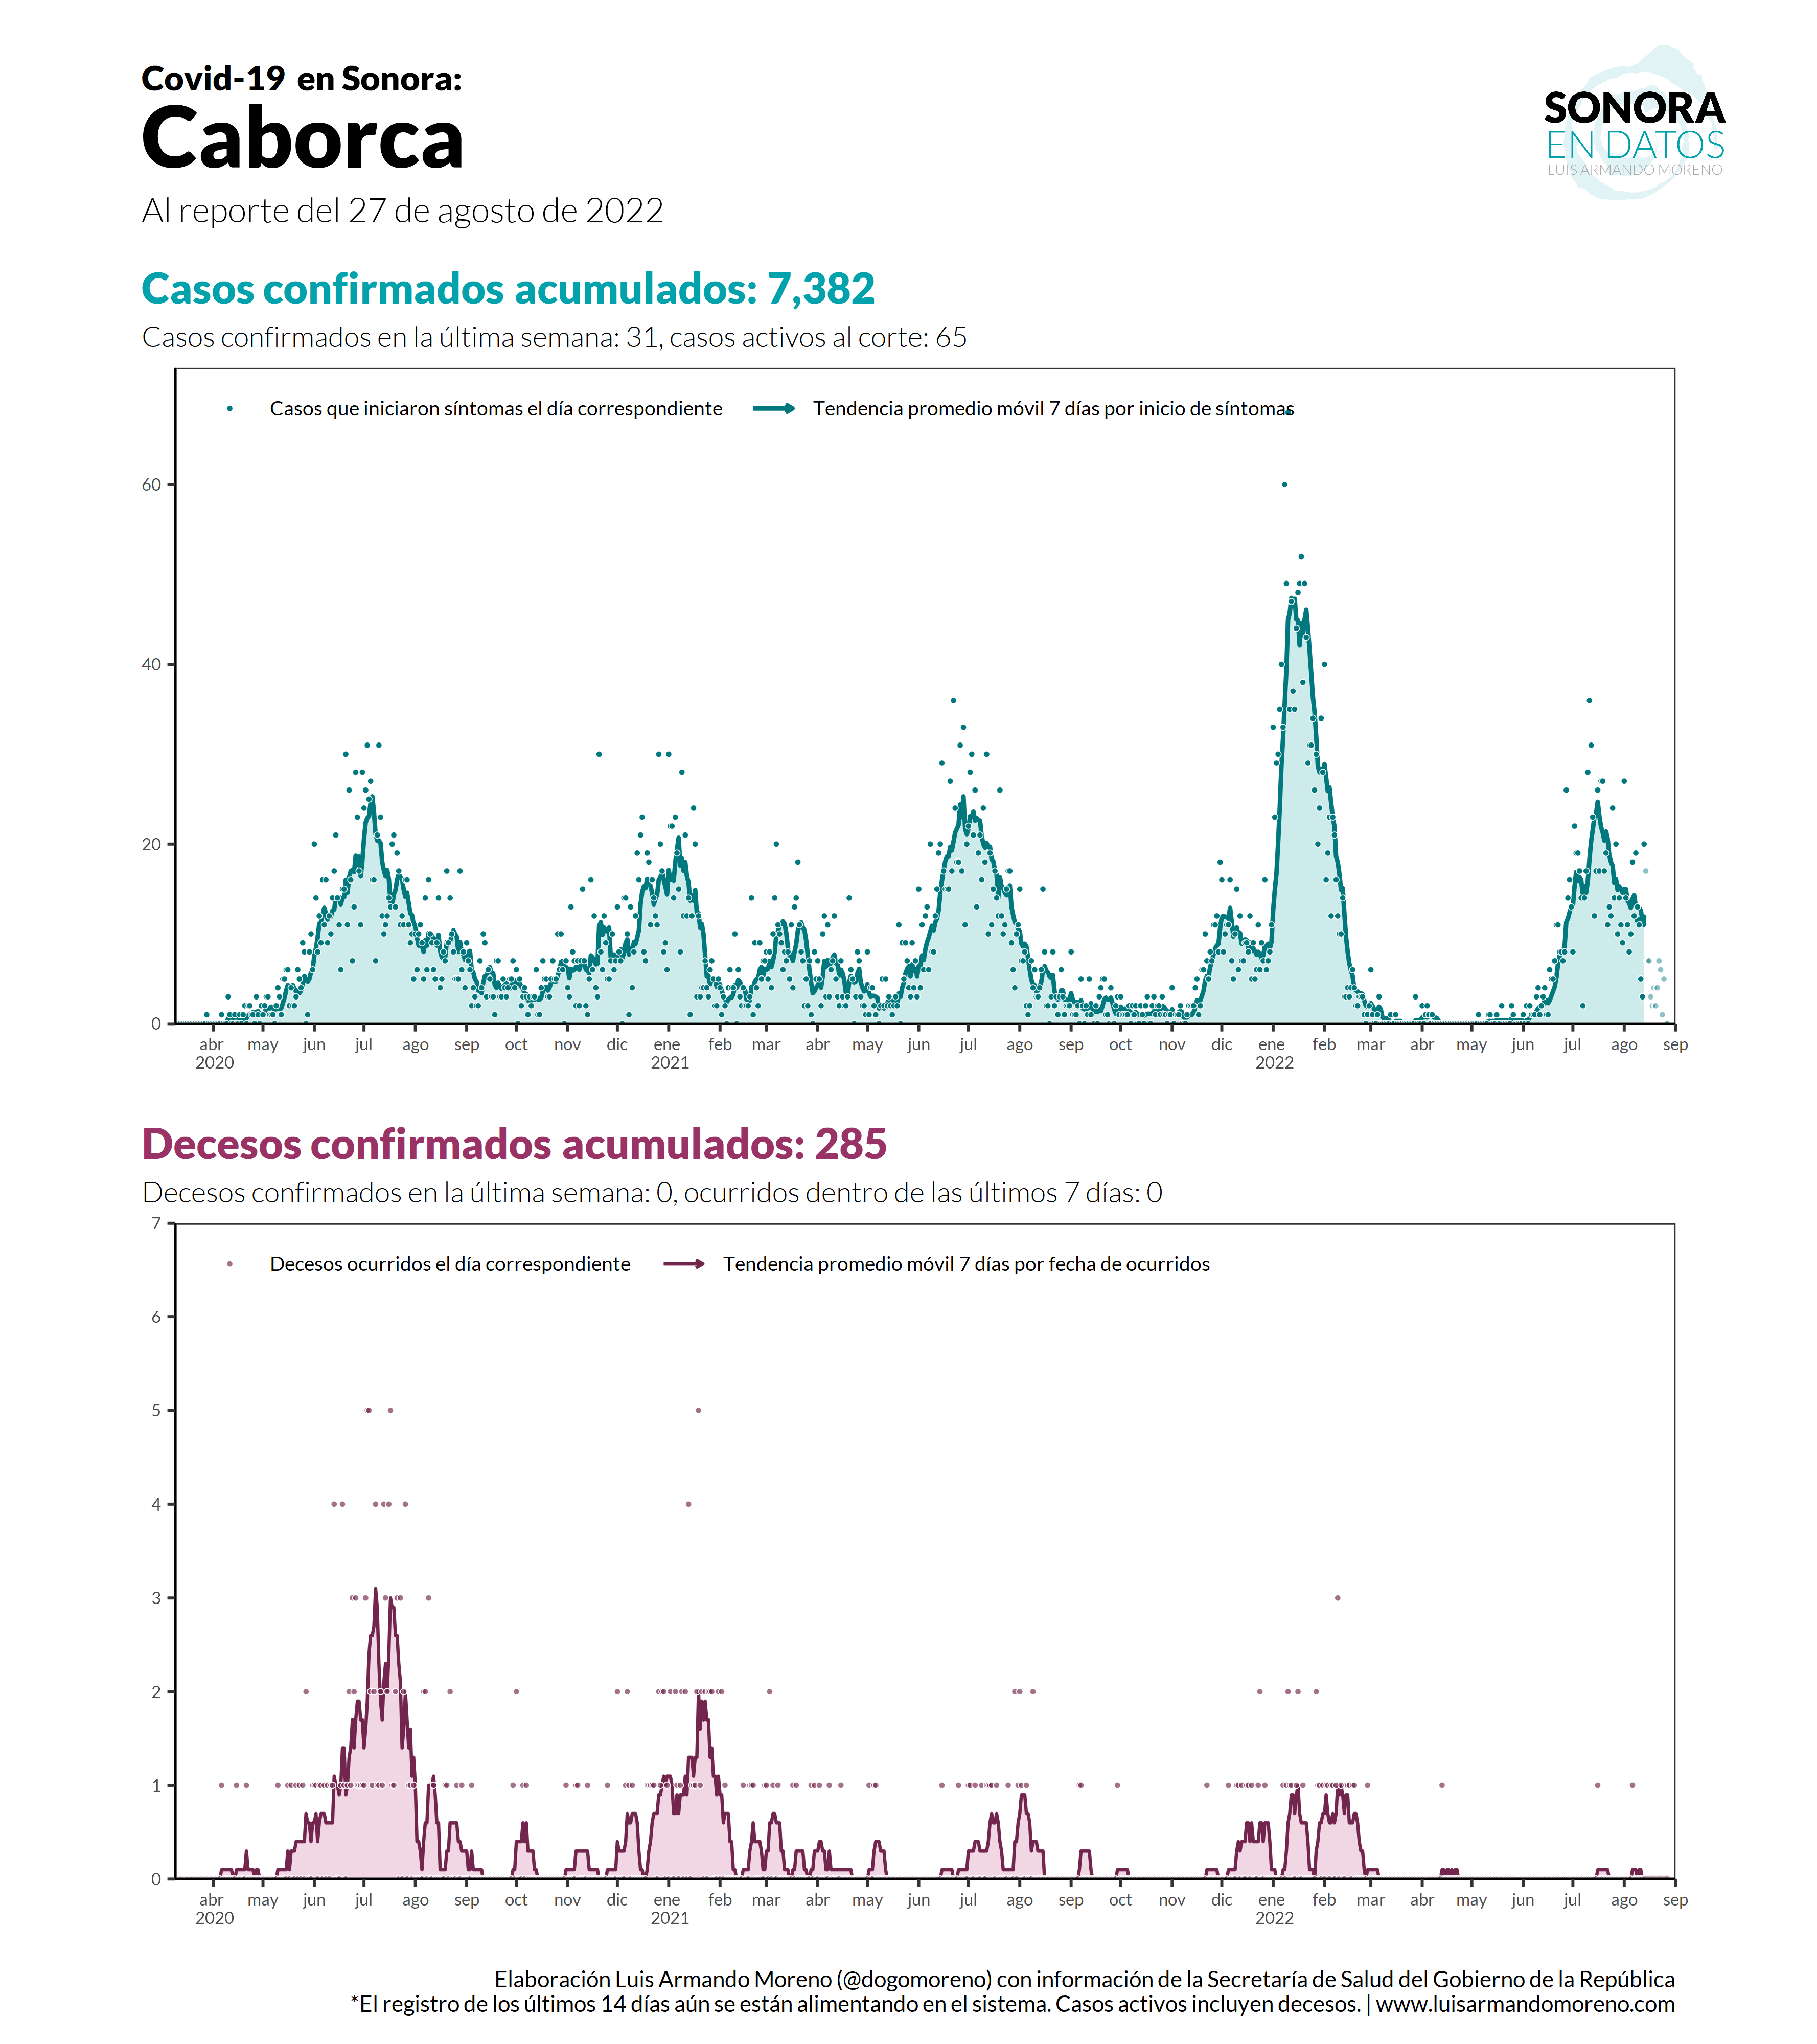 Covid-19 en Sonora:
Caborca
Al reporte del 27 de agosto de 2022
SONORA
EN DATOS
LUIS ARMANDO MORENO
Casos confirmados acumulados: 7,382
Casos confirmados en la última semana: 31, casos activos al corte: 65
Casos que iniciaron síntomas el día correspondiente
Tendencia promedio móvil 7 días por inicio de síntomas
60
40
20
0
abr may jun jul ago sep oct nov dic ene feb mar abr may jun jul ago sep oct nov dic ene feb mar abr may jun jul ago sep
2020 2021 2022
Decesos confirmados acumulados: 285
Decesos confirmados en la última semana: 0, ocurridos dentro de las últimos 7 días: 0
Decesos ocurridos el día correspondiente
Tendencia promedio móvil 7 días por fecha de ocurridos
7
6
5
4
3
2
1
0
abr may jun jul ago sep oct nov dic ene feb mar abr may jun jul ago sep oct nov dic ene feb mar abr may jun jul ago sep
2020 2021 2022
Elaboración Luis Armando Moreno (@dogomoreno) con información de la Secretaría de Salud del Gobierno de la República
*El registro de los últimos 14 días aún se están alimentando en el sistema. Casos activos incluyen decesos. | www.luisarmandomoreno.com